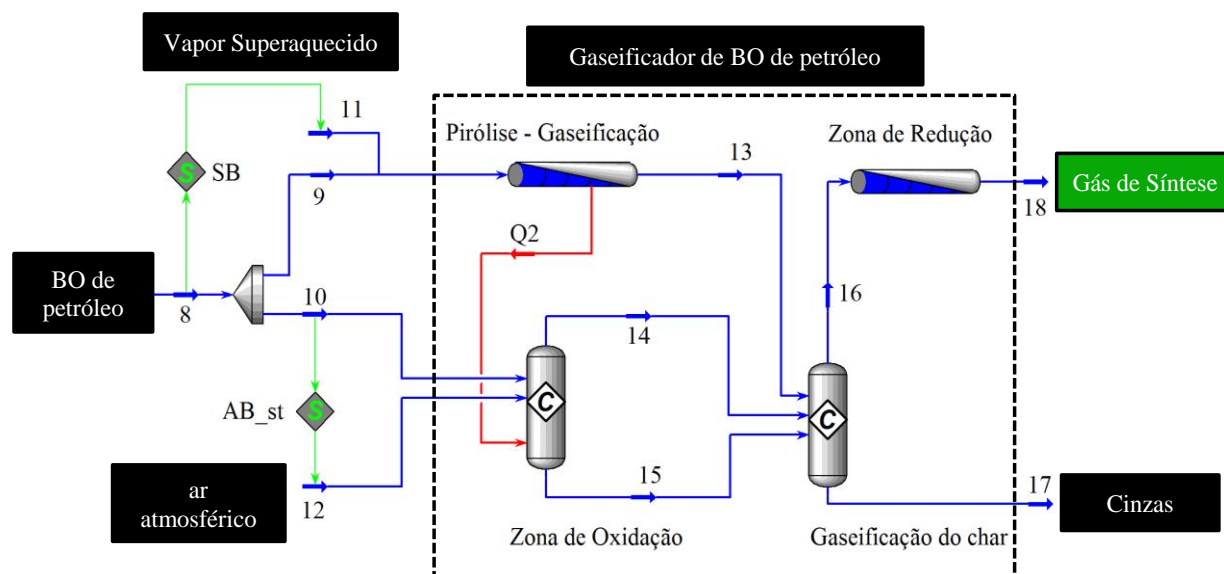 Vapor Superaquecido
Gaseificador de BO de petróleo
11
Pirólise - Gaseificação
13
Zona de Redução
S
SB
9
18
Gás de Síntese
Q2
BO de
petróleo
8
10
14
16
S
AB_st
C
C
ar
atmosférico
12
15
17
Cinzas
Zona de Oxidação
Gaseificação do char